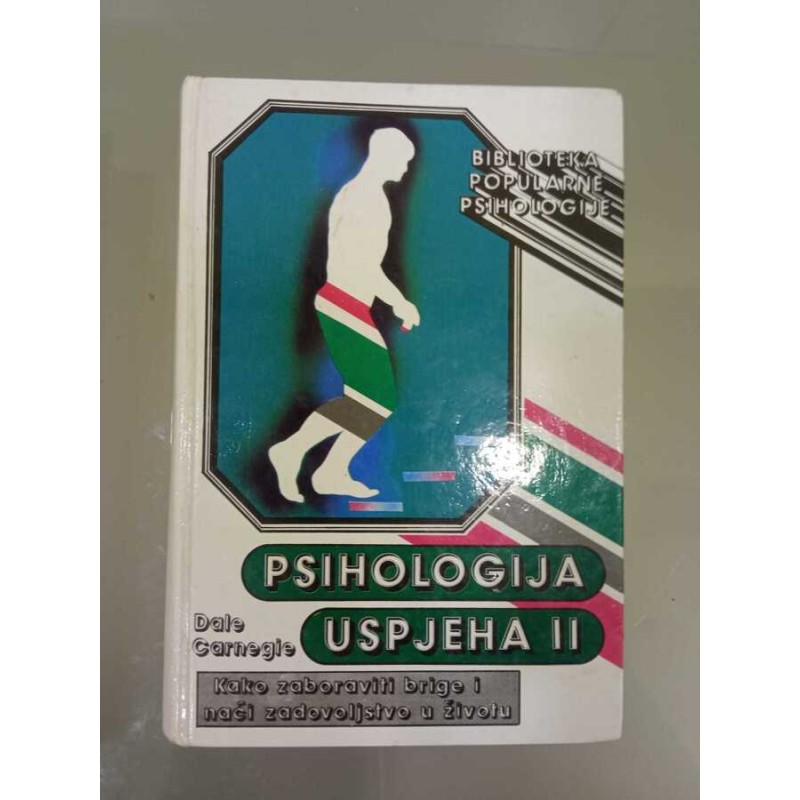 BIBLIOTEKA
POPULARNE
PSIHOLOGIJE
PSIHOLOGIJA
Dale
Carnegie
USPJEHA II
Kako zaboraviti brige i
naći zadovoljstvo u životu